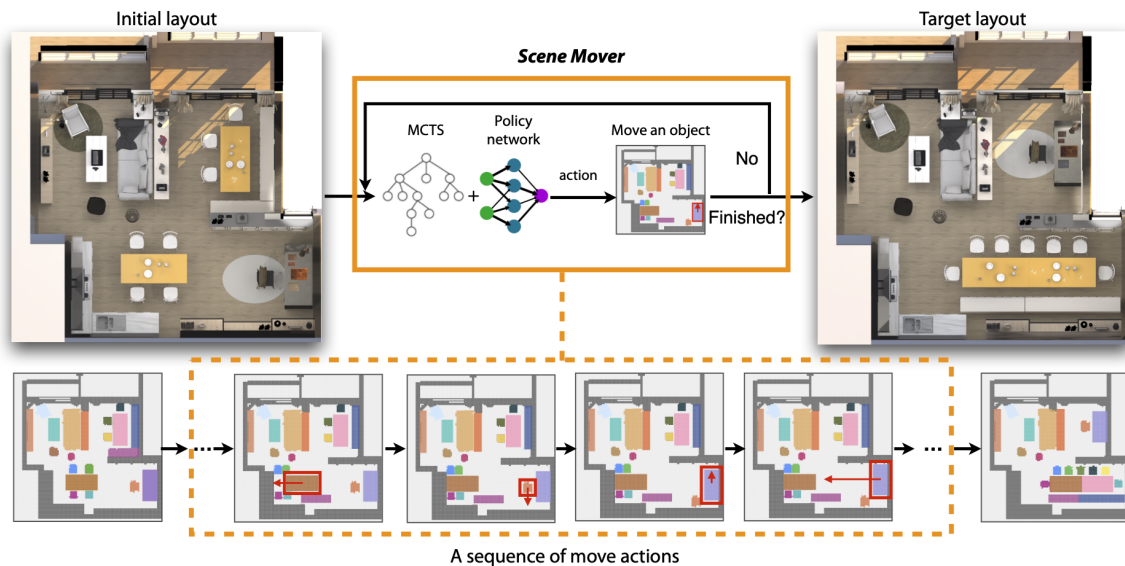 Initial layout
Target layout
Scene Mover
MCTS
Policy
network
action
Move an object
No
Finished?
A sequence of move actions